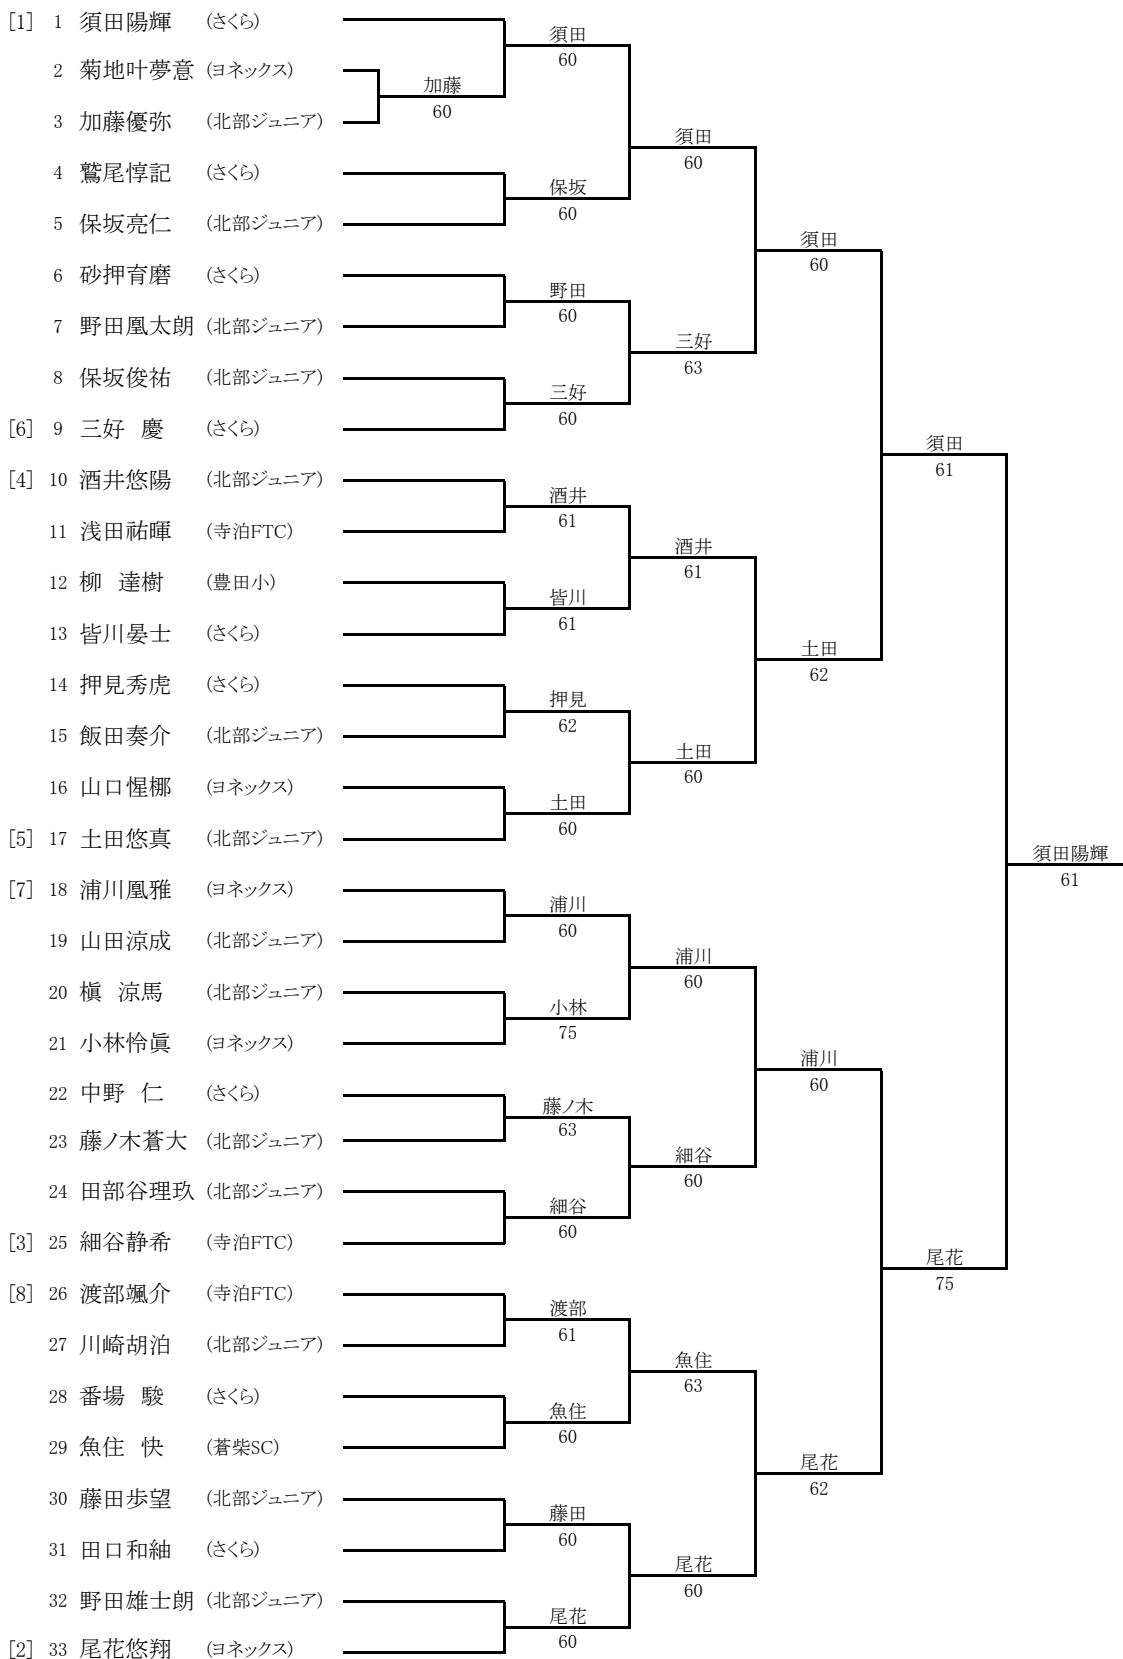 [1] 1 須田陽輝 (さくら)
須田
60
2 菊地叶夢意 (ヨネックス)
加藤
60
3 加藤優弥 (北部ジュニア)
須田
60
4 鷲尾惇記 (さくら)
保坂
60
5 保坂亮仁 (北部ジュニア)
須田
60
6 砂押育磨 (さくら)
野田
60
7 野田凰太朗 (北部ジュニア)
三好
63
8 保坂俊祐 (北部ジュニア)
三好
60
[6] 9 三好 慶 (さくら)
須田
61
[4] 10 酒井悠陽 (北部ジュニア)
酒井
61
11 浅田祐暉 (寺泊FTC)
酒井
61
12 柳 達樹 (豊田小)
皆川
61
13 皆川晏士 (さくら)
土田
62
14 押見秀虎 (さくら)
押見
62
15 飯田奏介 (北部ジュニア)
土田
60
16 山口惺梛 (ヨネックス)
土田
60
[5] 17 土田悠真 (北部ジュニア)
須田陽輝
61
[7] 18 浦川凰雅 (ヨネックス)
浦川
60
19 山田涼成 (北部ジュニア)
浦川
60
20 槇 涼馬 (北部ジュニア)
小林
75
21 小林怜眞 (ヨネックス)
浦川
60
22 中野 仁 (さくら)
藤ノ木
63
23 藤ノ木蒼大 (北部ジュニア)
細谷
60
24 田部谷理玖 (北部ジュニア)
細谷
60
[3] 25 細谷静希 (寺泊FTC)
尾花
75
[8] 26 渡部颯介 (寺泊FTC)
渡部
61
27 川崎胡泊 (北部ジュニア)
魚住
63
28 番場 駿 (さくら)
魚住
60
29 魚住 快 (蒼柴SC)
尾花
62
30 藤田歩望 (北部ジュニア)
藤田
60
31 田口和紬 (さくら)
尾花
60
32 野田雄士朗 (北部ジュニア)
尾花
60
[2] 33 尾花悠翔 (ヨネックス)